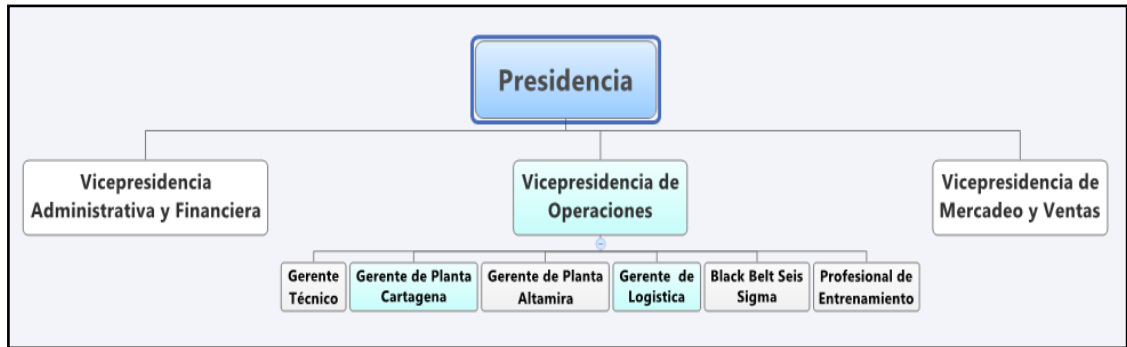 Presidencia
Vicepresidencia
Administrativa y Financiera
Vicepresidencia de
Operaciones
Vicepresidencia de
Mercadeo y Ventas
Gerente
Técnico
Gerente de Planta
Cartagena
Gerente de Planta
Altamira
Gerente de
Logistica
Black Belt Seis
Sigma
Profesional de
Entrenamiento